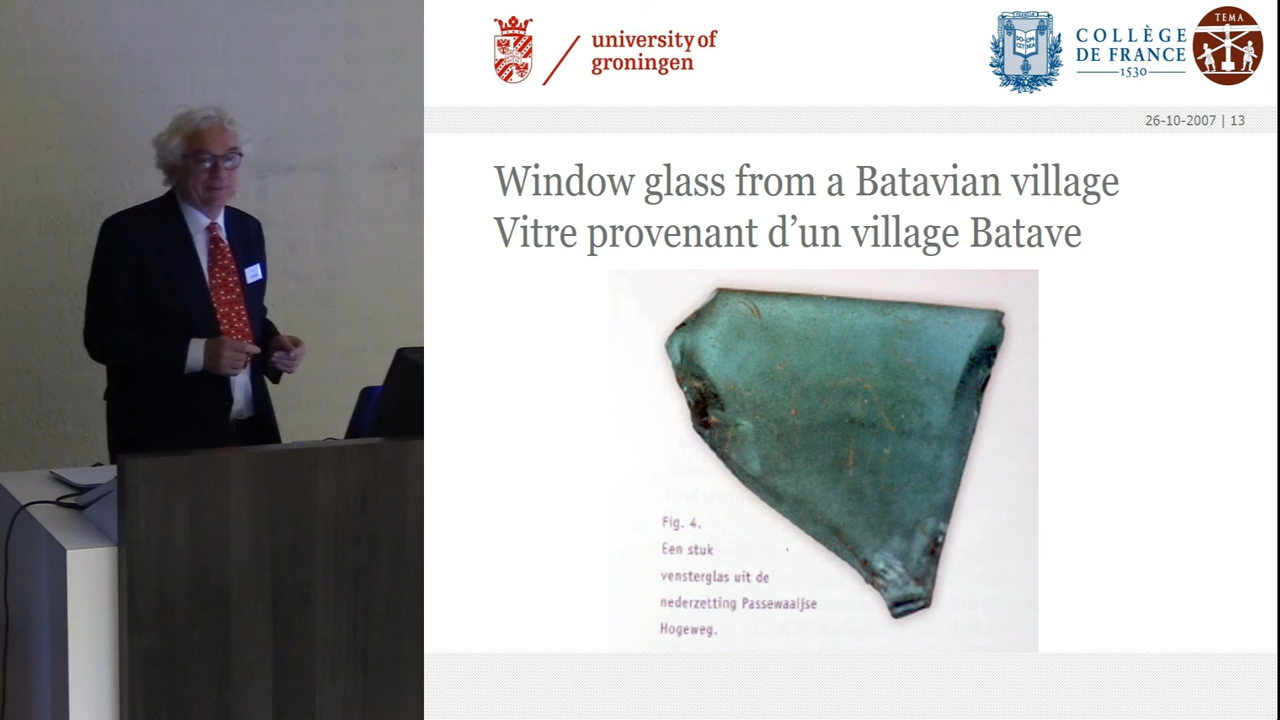 university of
groningen
COLLÈGE
DE FRANCE
1530
TEMA
26-10-2007 | 13
Window glass from a Batavian village
Vitre provenant d’un village Batave
Fig. 4.
Een stuk
vensterglas uit de
nederzetting Passewaaijse
Hogeweg.